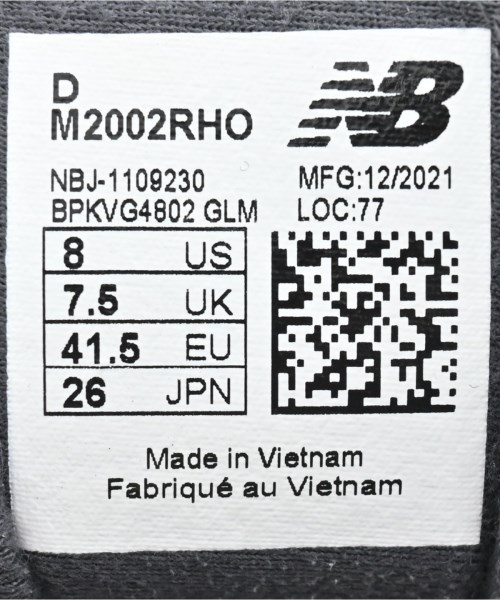 D
M2002RHO
NB
NBJ-1109230
MFG:12/2021
BPKVG4802 GLM
LOC:77
8 US
7.5 UK
41.5 EU
26 JPN
Made in Vietnam
Fabriqué au Vietnam